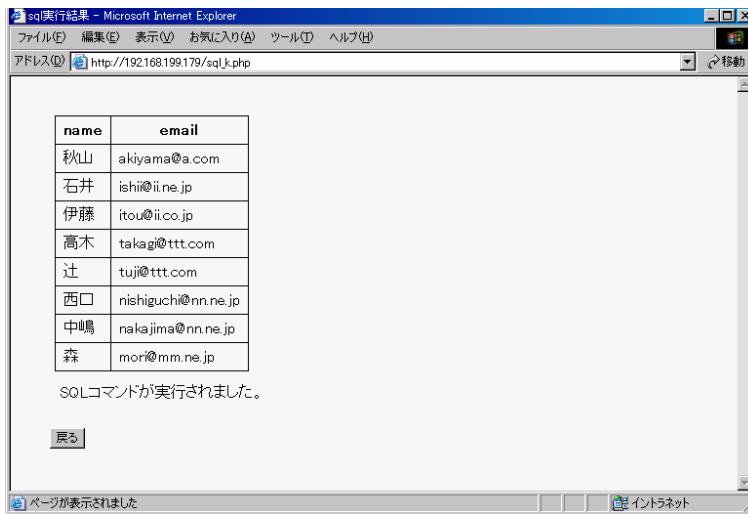 sql実行結果 - Microsoft Internet Explorer
ファイル(F) 編集(E) 表示(V) お気に入り(A) ツール(T) ヘルプ(H)
アドレス(D) http://192.168.199.179/sql_k.php 移動
name email
秋山 akiyama@a.com
石井 ishii@ii.ne.jp
伊藤 itou@ii.co.jp
高木 takagi@ttt.com
辻 tuji@ttt.com
西口 nishiguchi@nn.ne.jp
中嶋 nakajima@nn.ne.jp
森 mori@mm.ne.jp
SQLコマンドが実行されました。
戻る
ページが表示されました イントラネット